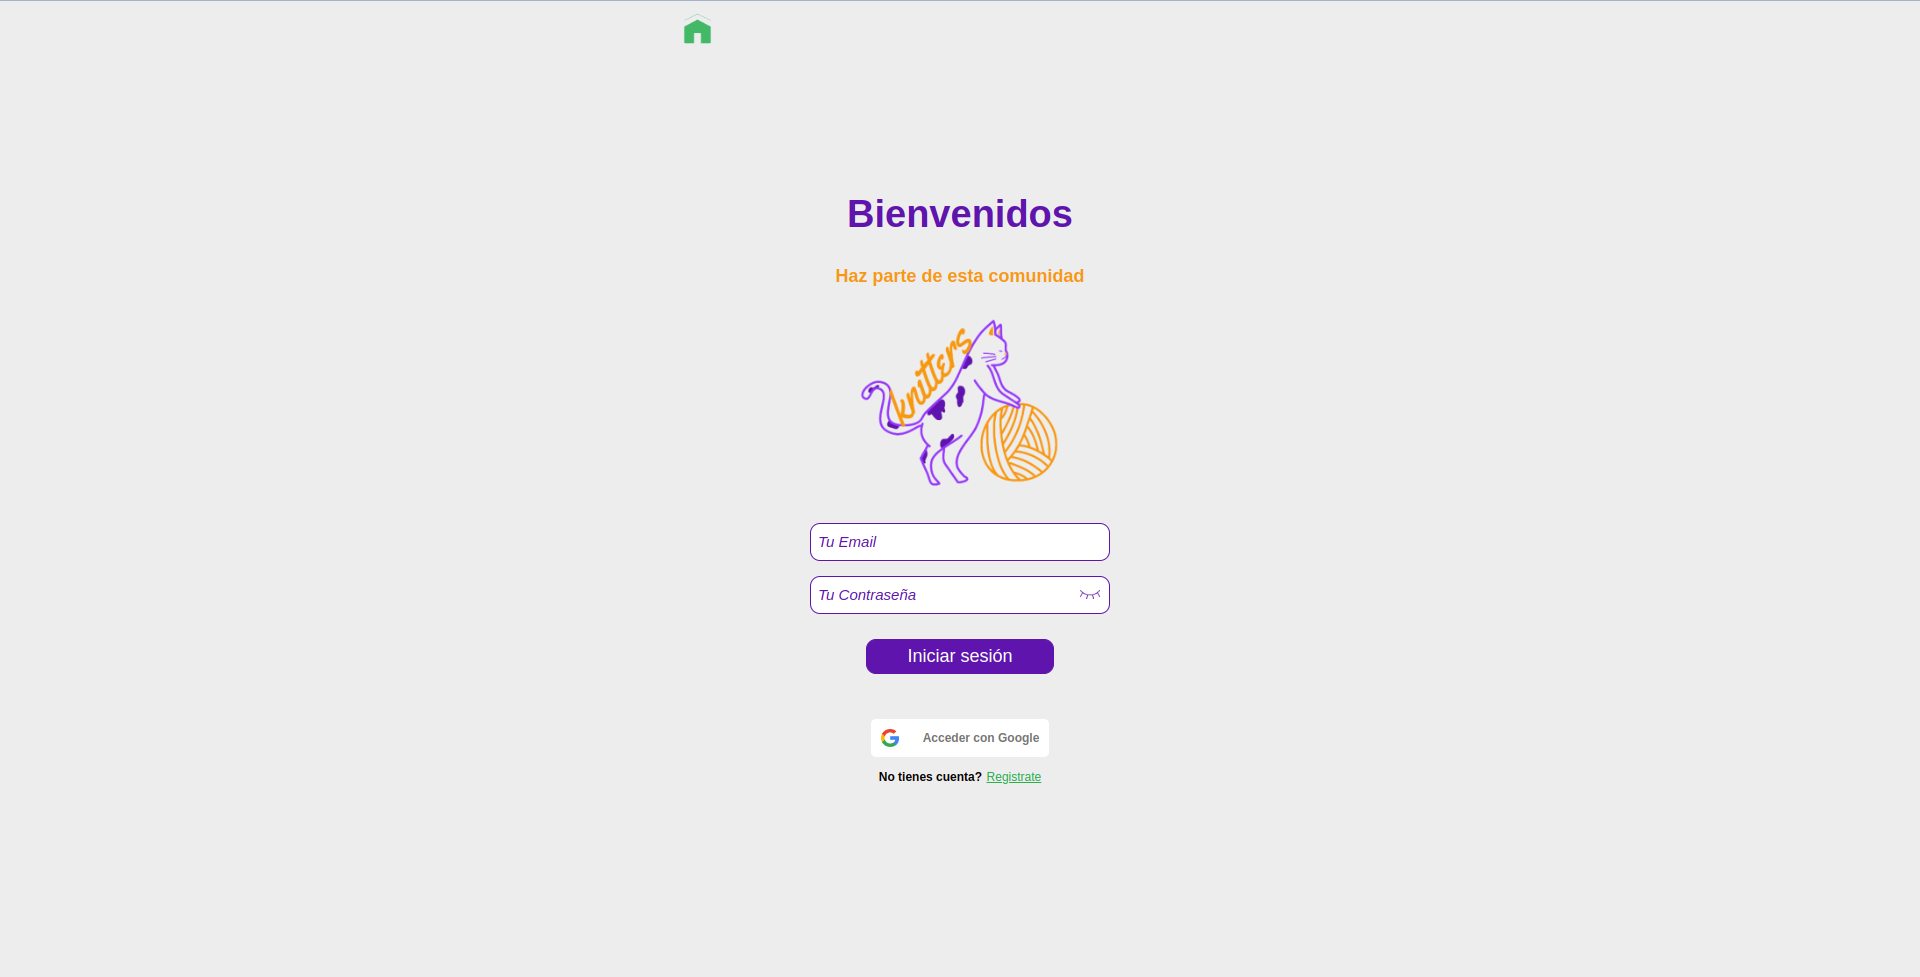 Bienvenidos
Haz parte de esta comunidad
knitters
Tu Email
Tu Contraseña
Iniciar sesión
Acceder con Google
No tienes cuenta? Registrate